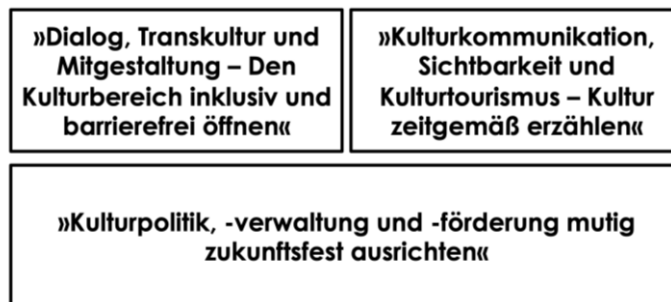 »Dialog, Transkultur und
Mitgestaltung – Den
Kulturbereich inklusiv und
barrierefrei öffnen«
»Kulturkommunikation,
Sichtbarkeit und
Kulturtourismus – Kultur
zeitgemäß erzählen«
»Kulturpolitik, -verwaltung und -förderung mutig
zukunftsfest ausrichten«